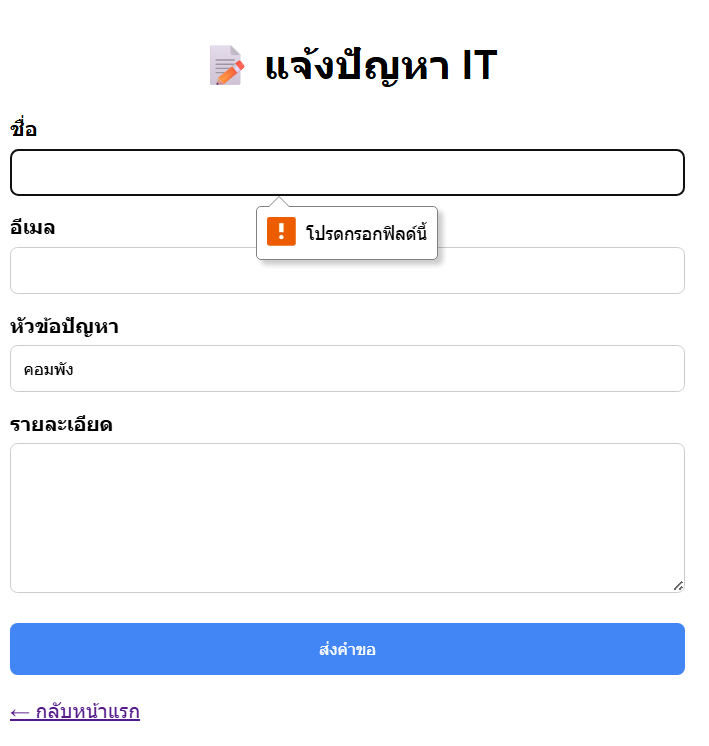 📝 แจ้งปัญหา IT
ชื่อ
โปรดกรอกฟิลด์นี้
อีเมล
หัวข้อปัญหา
คอมพัง
รายละเอียด
ส่งคำขอ
← กลับหน้าแรก